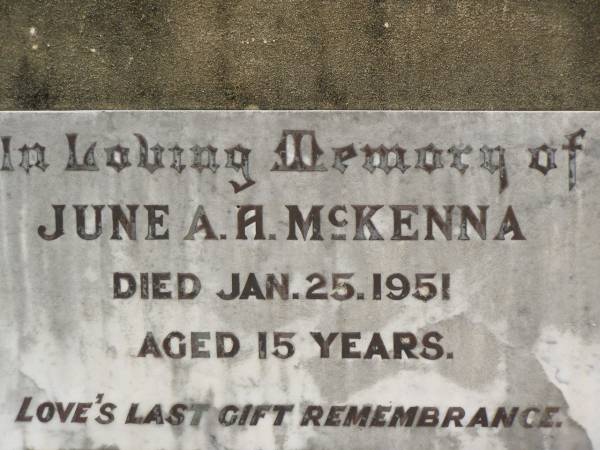 In Loving Memory of
JUNE A. A. McKENNA
DIED JAN. 25. 1951
AGED 15 YEARS.
LOVE'S LAST GIFT REMEMBRANCE.